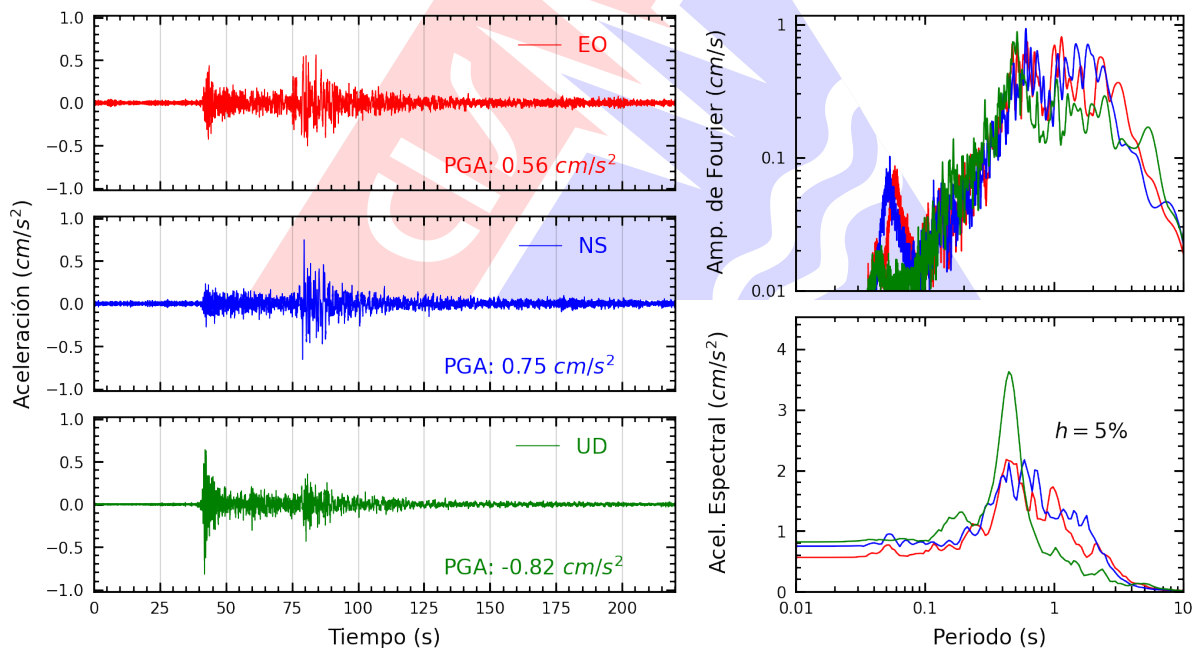 Aceleración (cm/s²)
1.0
0.5
0.0
−0.5
−1.0
EO
PGA: 0.56 cm/s²
1.0
0.5
0.0
−0.5
−1.0
NS
PGA: 0.75 cm/s²
1.0
0.5
0.0
−0.5
−1.0
UD
PGA: -0.82 cm/s²
0 25 50 75 100 125 150 175 200
Tiempo (s)
Amp. de Fourier (cm/s)
1
0.1
0.01
Acel. Espectral (cm/s²)
4
3
2
1
0
h = 5%
0.01 0.1 1 10
Periodo (s)